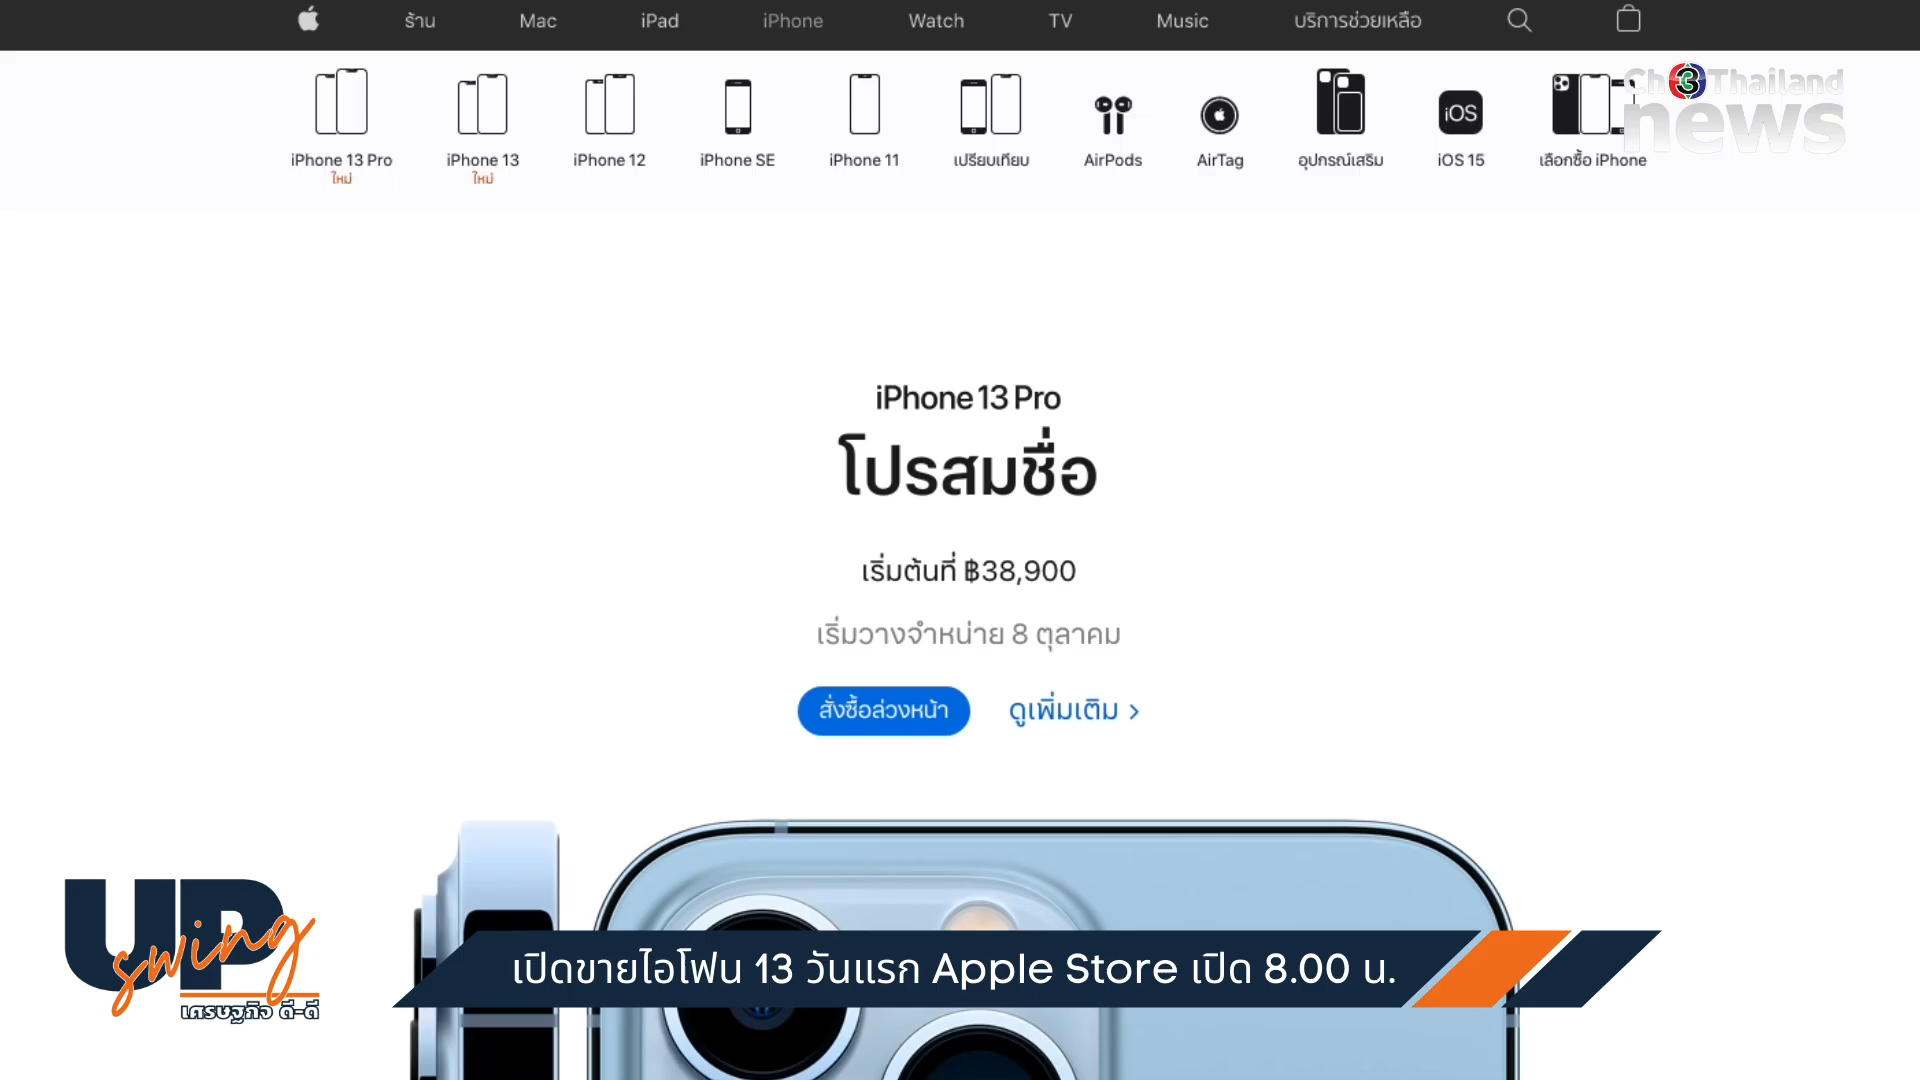 ร้าน Mac iPad iPhone Watch TV Music บริการช่วยเหลือ
Ch 3 Thailand
news
iOS
iPhone 13 Pro iPhone 13 iPhone 12 iPhone SE iPhone 11 เปรียบเทียบ AirPods AirTag อุปกรณ์เสริม iOS 15 เลือกซื้อ iPhone
ใหม่ ใหม่
iPhone 13 Pro
โปรสมชื่อ
เริ่มต้นที่ ฿38,900
เริ่มวางจำหน่าย 8 ตุลาคม
สั่งซื้อล่วงหน้า ดูเพิ่มเติม >
UP
swing
เศรษฐกิจ ดี-ดี
เปิดขายไอโฟน 13 วันแรก Apple Store เปิด 8.00 น.